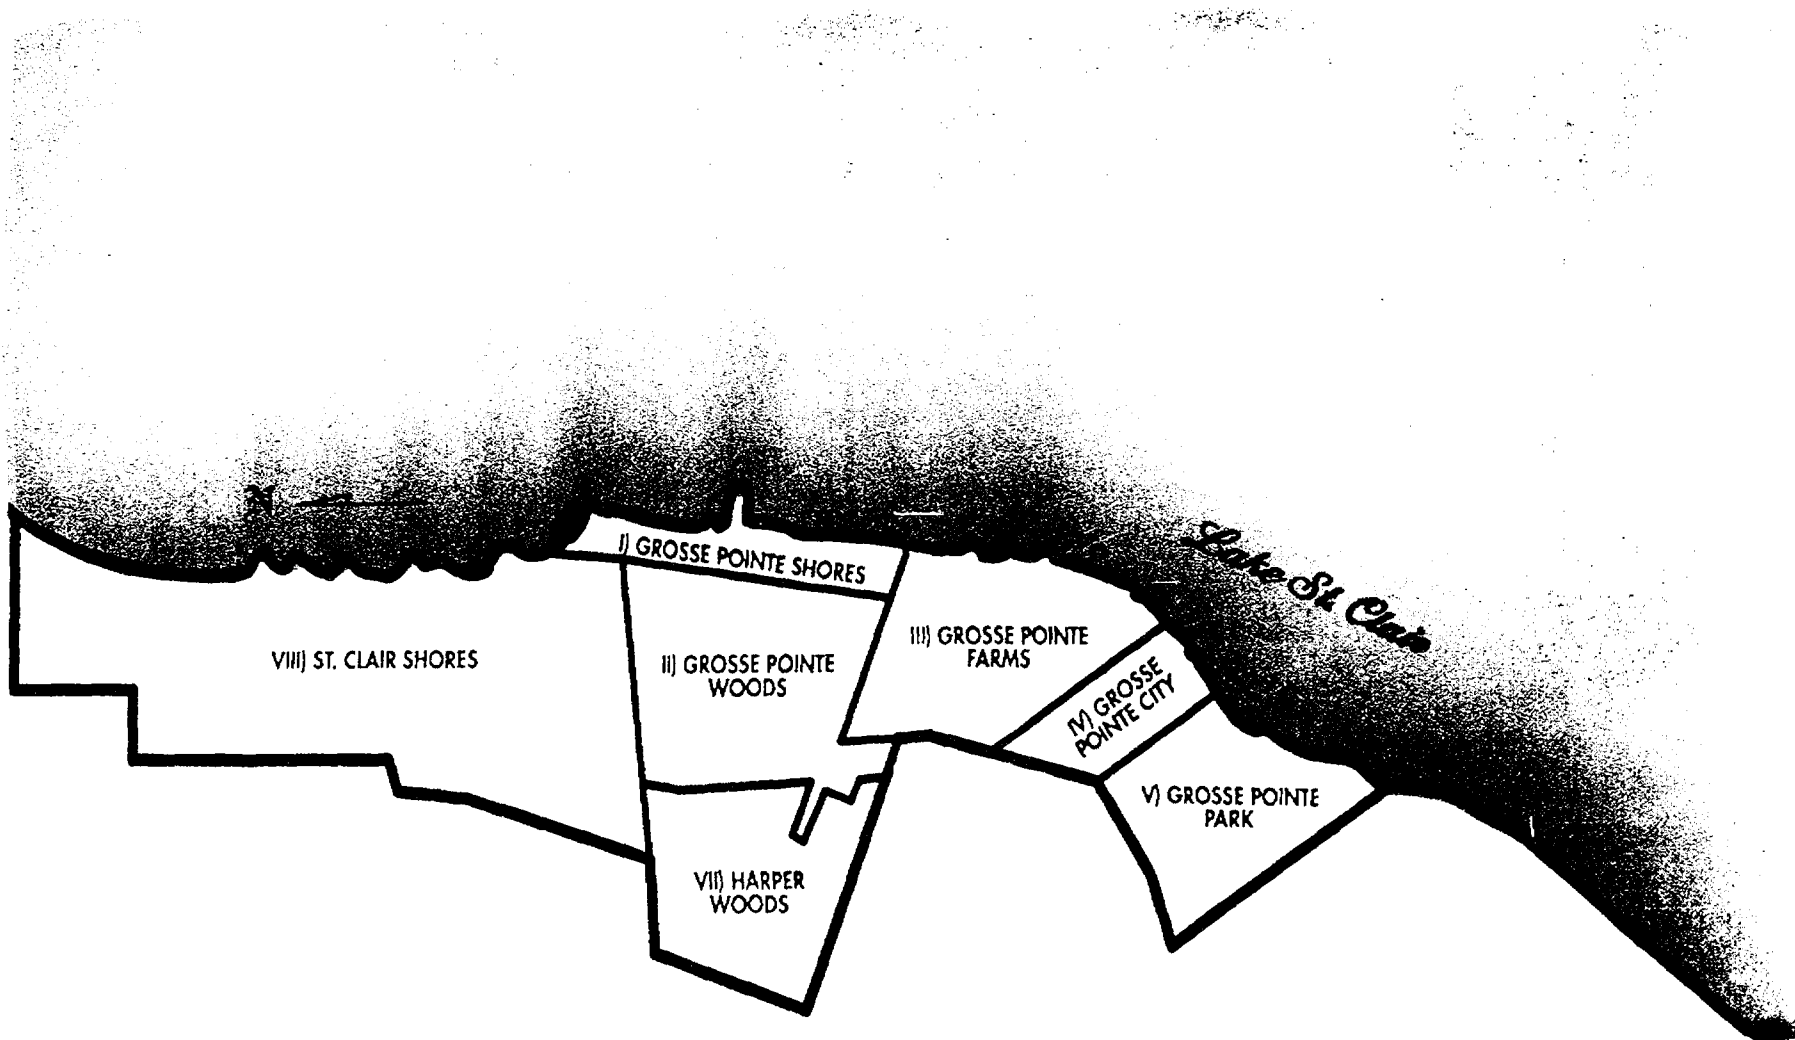 N
Lake St. Clair
I) GROSSE POINTE SHORES
VIII) ST. CLAIR SHORES
II) GROSSE POINTE
WOODS
III) GROSSE POINTE
FARMS
IV) GROSSE
POINTE CITY
V) GROSSE POINTE
PARK
VII) HARPER
WOODS